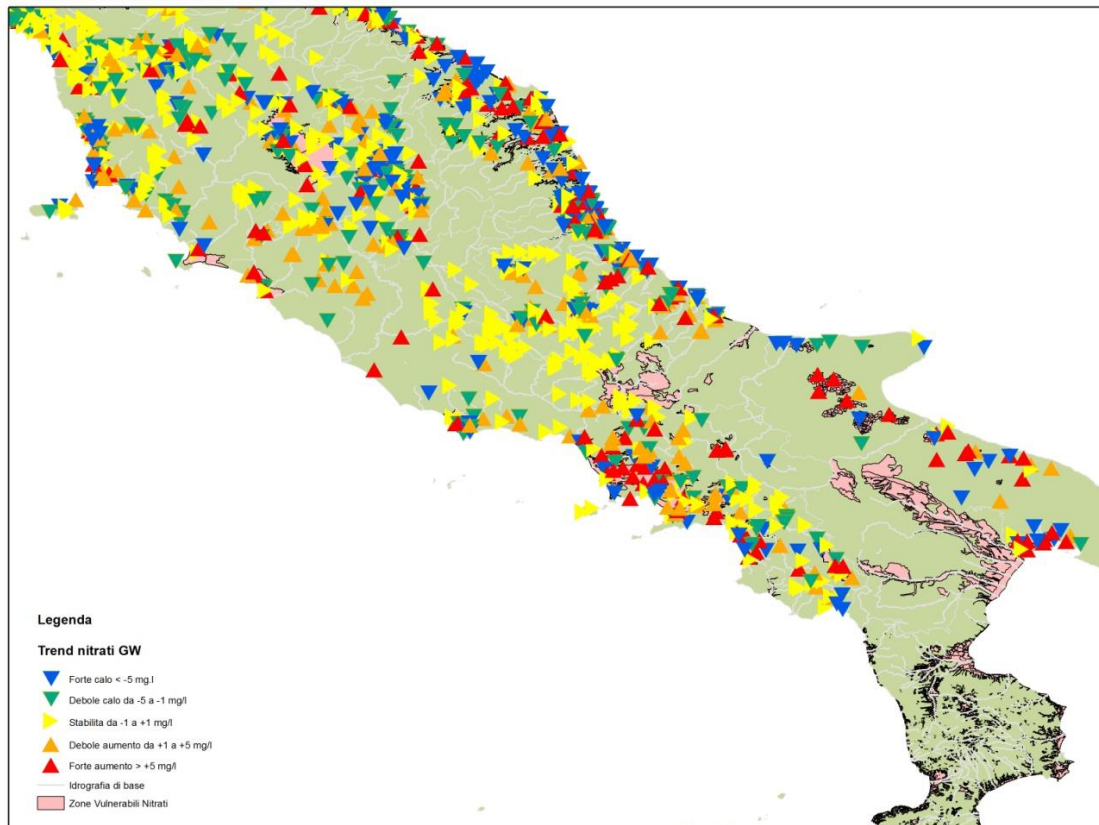 Legenda
Trend nitrati GW
Forte calo < -5 mg.l
Debole calo da -5 a -1 mg/l
Stabilita da -1 a +1 mg/l
Debole aumento da +1 a +5 mg/l
Forte aumento > +5 mg/l
Idrografia di base
Zone Vulnerabili Nitrati